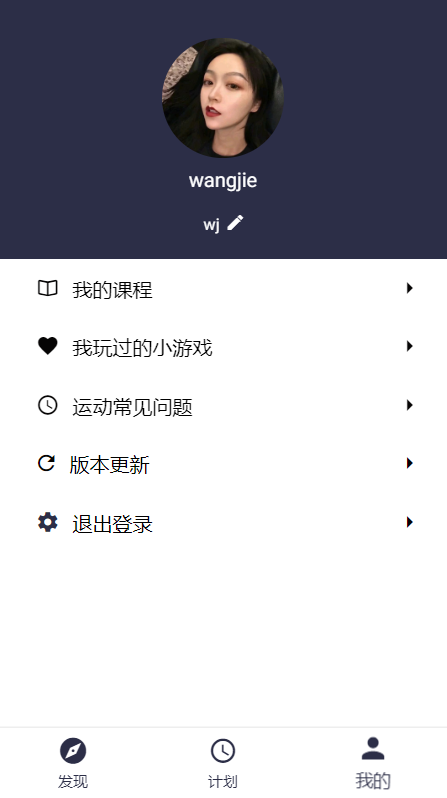 wangjie
wj
我的课程
我玩过的小游戏
运动常见问题
版本更新
退出登录
发现 计划 我的